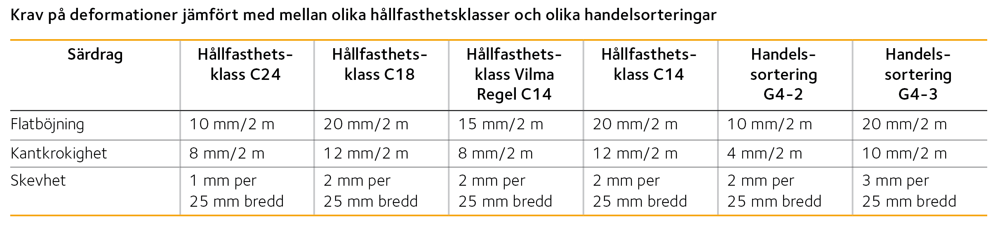 Krav på deformationer jämfört med mellan olika hållfasthetsklasser och olika handelsorteringar
Särdrag
Hållfasthets-
klass C24
Hållfasthets-
klass C18
Hållfasthets-
klass Vilma
Regel C14
Hållfasthets-
klass C14
Handels-
sortering
G4-2
Handels-
sortering
G4-3
Flatböjning
10 mm/2 m
20 mm/2 m
15 mm/2 m
20 mm/2 m
10 mm/2 m
20 mm/2 m
Kantkrokighet
8 mm/2 m
12 mm/2 m
8 mm/2 m
12 mm/2 m
4 mm/2 m
10 mm/2 m
Skevhet
1 mm per
25 mm bredd
2 mm per
25 mm bredd
2 mm per
25 mm bredd
2 mm per
25 mm bredd
2 mm per
25 mm bredd
3 mm per
25 mm bredd